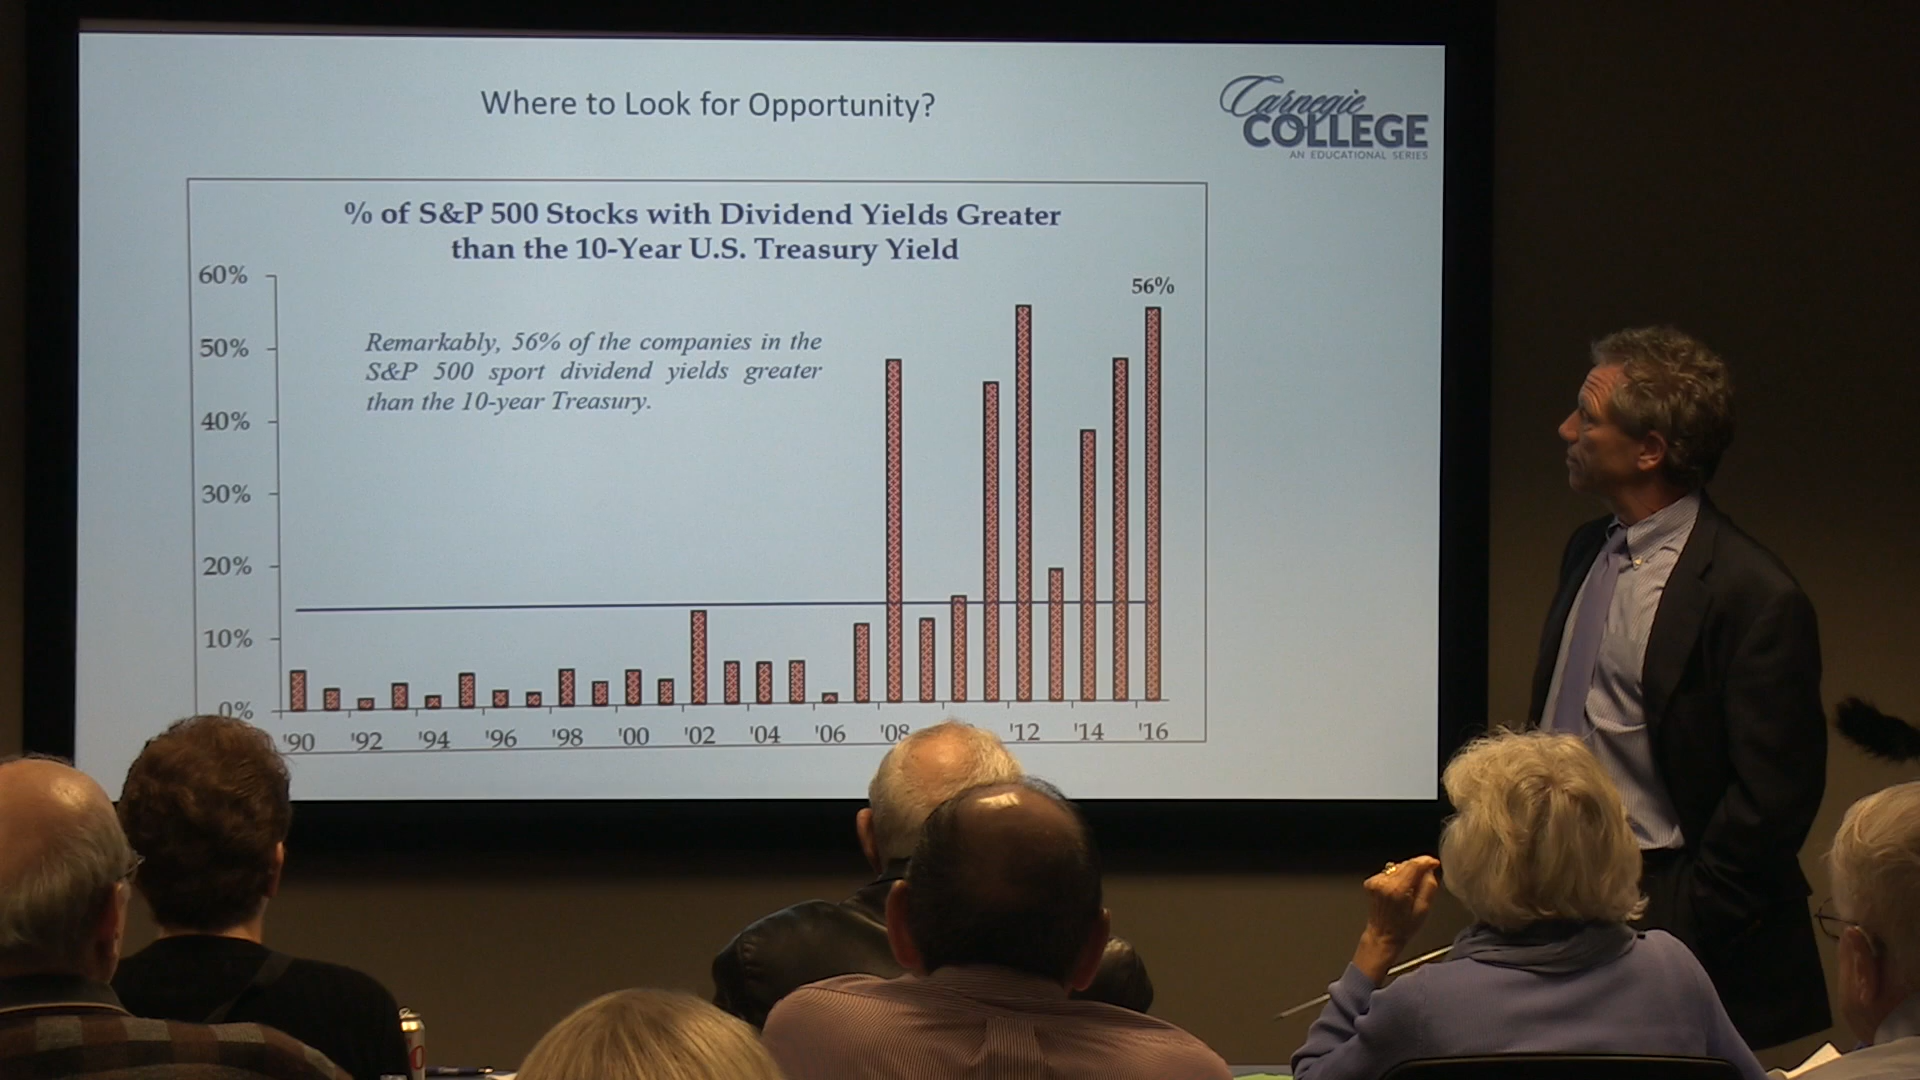 Where to Look for Opportunity?
Carnegie
COLLEGE
AN EDUCATIONAL SERIES
% of S&P 500 Stocks with Dividend Yields Greater
than the 10-Year U.S. Treasury Yield
60%
56%
Remarkably, 56% of the companies in the
S&P 500 sport dividend yields greater
than the 10-year Treasury.
50%
40%
30%
20%
10%
0%
'90 '92 '94 '96 '98 '00 '02 '04 '06 '08 '12 '14 '16